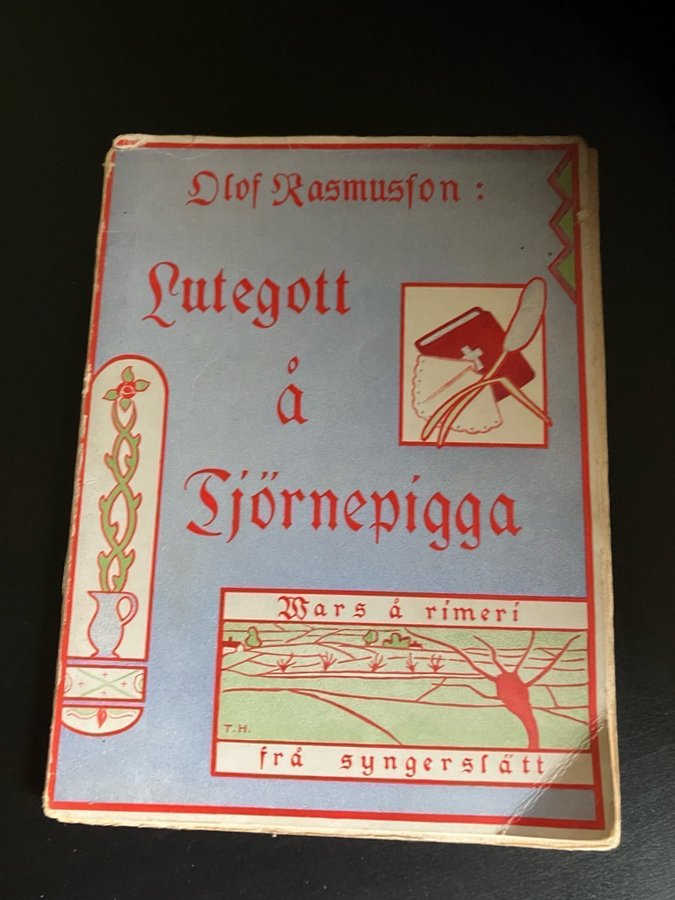 Olof Rasmusson:
Lutegott
å
Tjörnepigga
Wars å rimeri
T.H.
frå syngerslätt